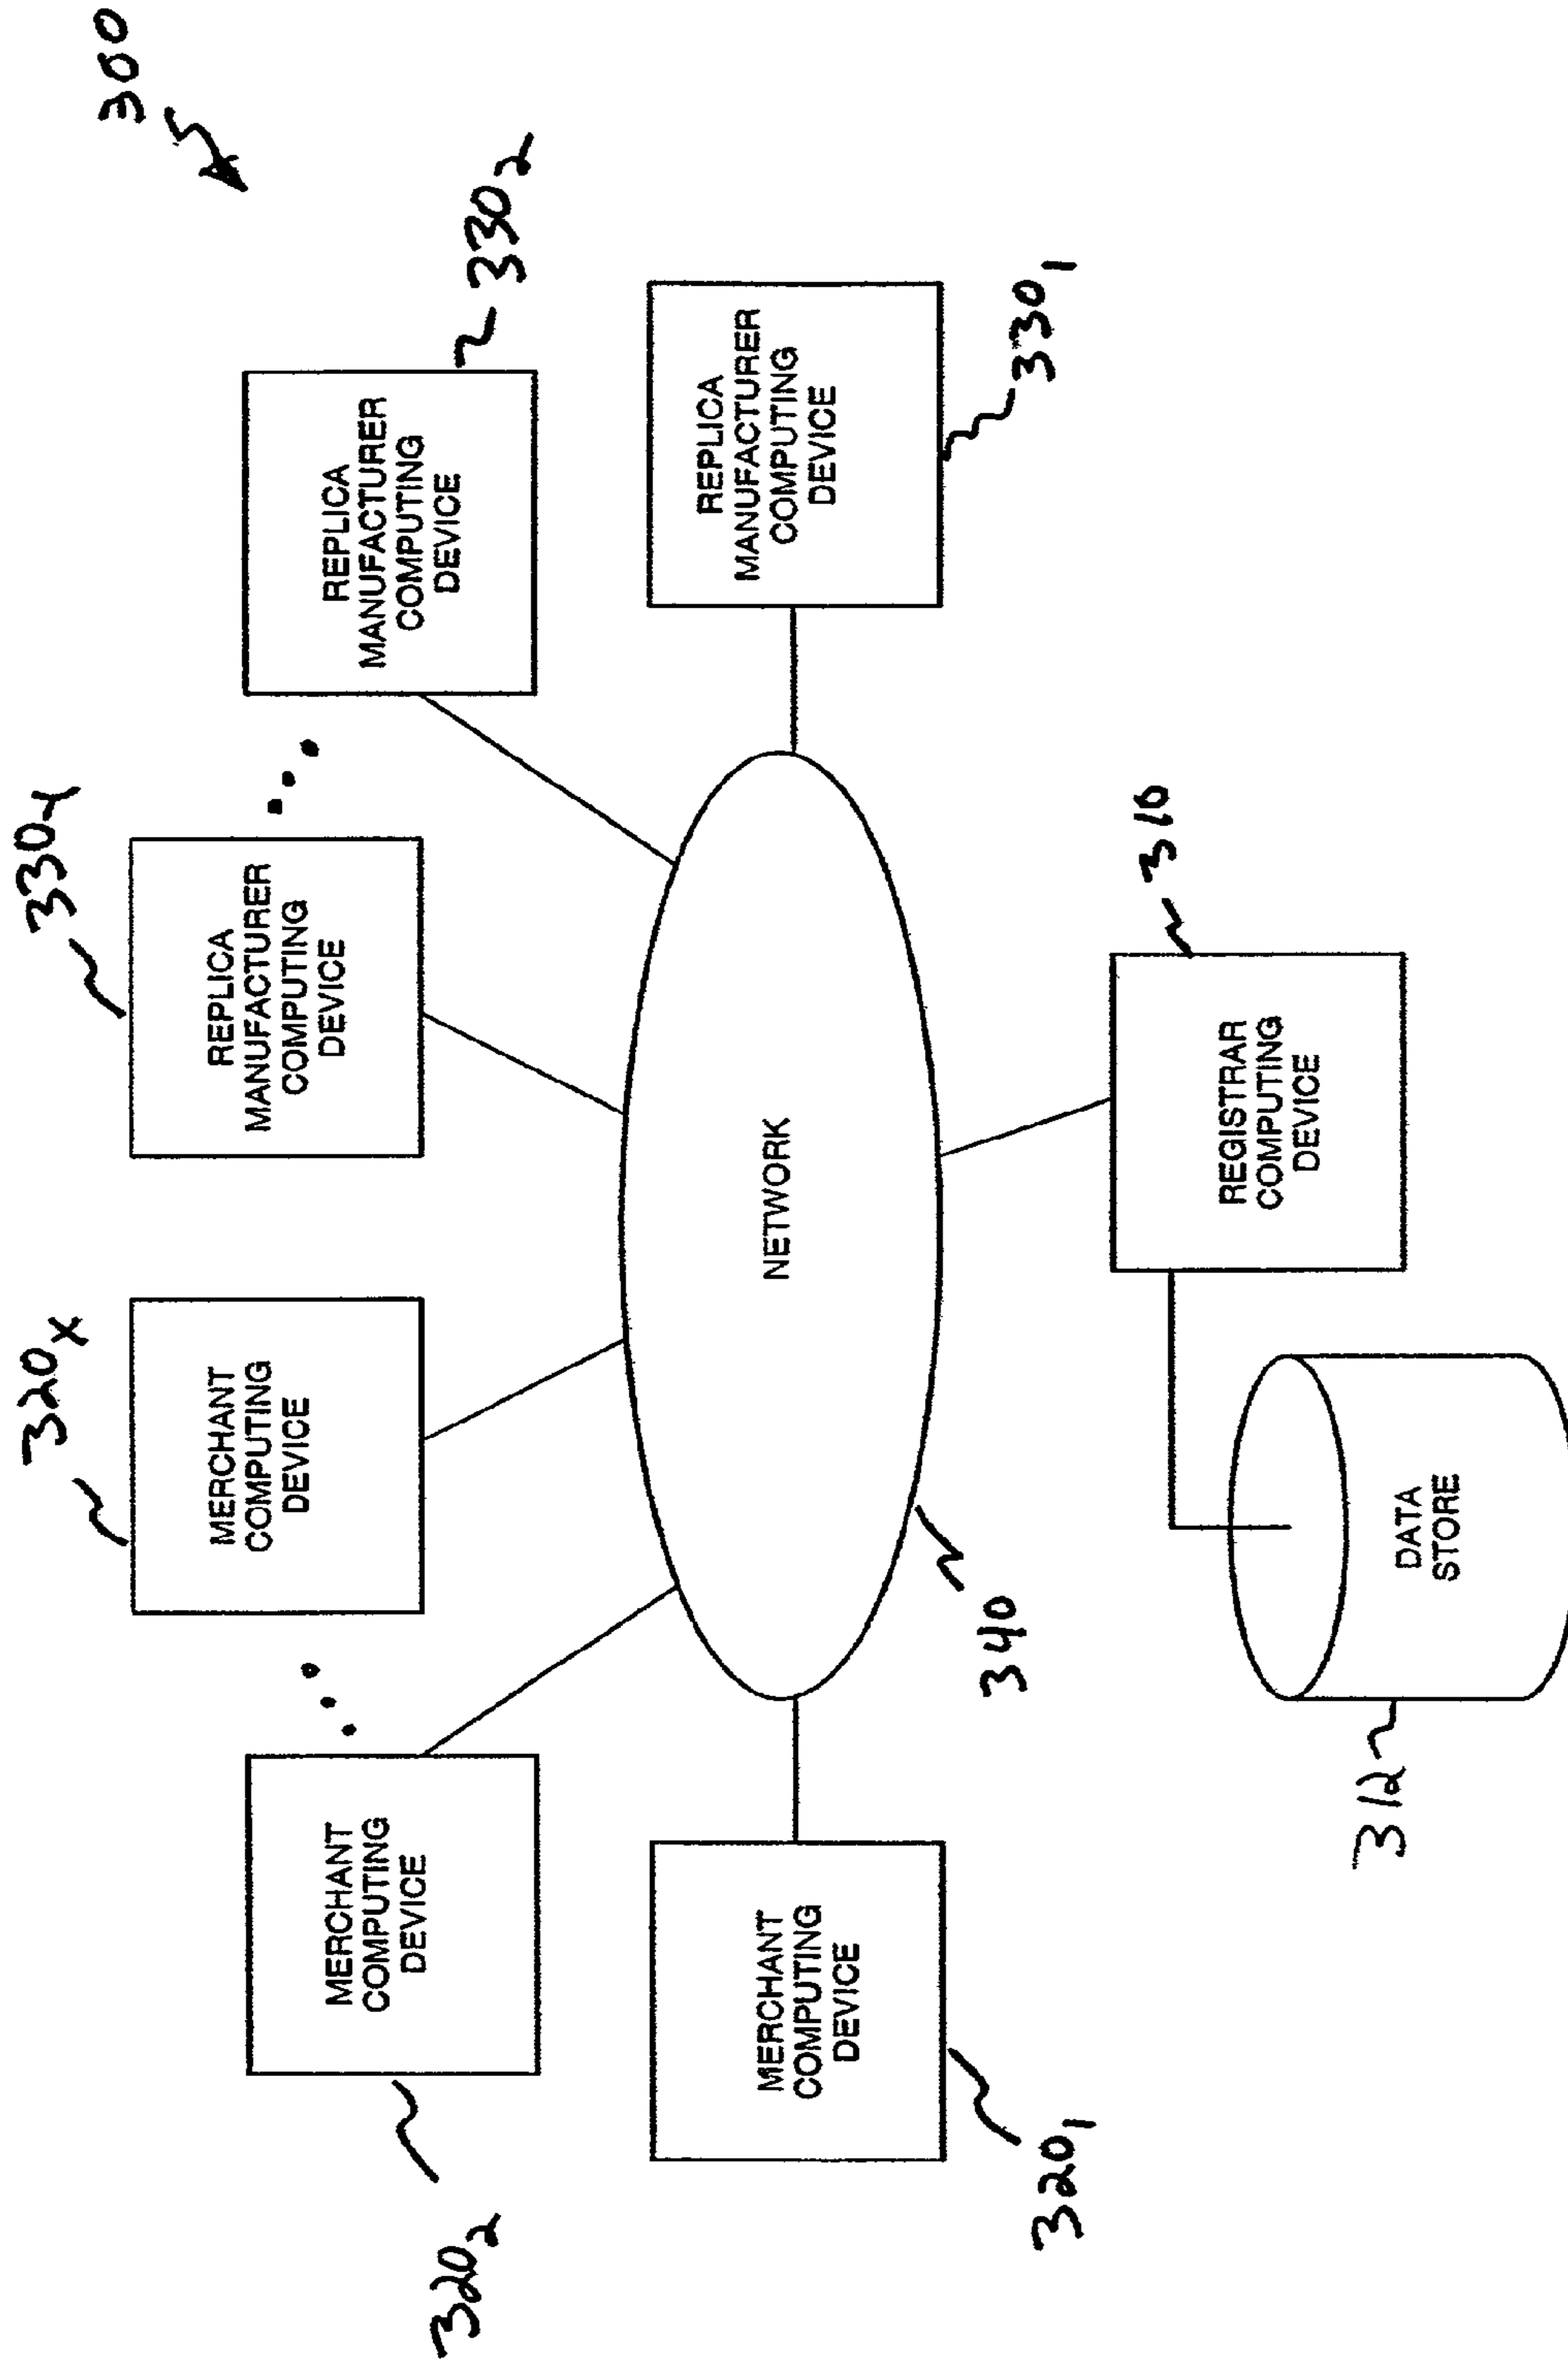 320X
330Y
300
MERCHANT
COMPUTING
DEVICE
REPLICA
MANUFACTURER
COMPUTING
DEVICE
MERCHANT
COMPUTING
DEVICE
REPLICA
MANUFACTURER
COMPUTING
DEVICE
3202
3302
MERCHANT
COMPUTING
DEVICE
NETWORK
REPLICA
MANUFACTURER
COMPUTING
DEVICE
3201
340
3301
310
REGISTRAR
COMPUTING
DEVICE
312
DATA
STORE